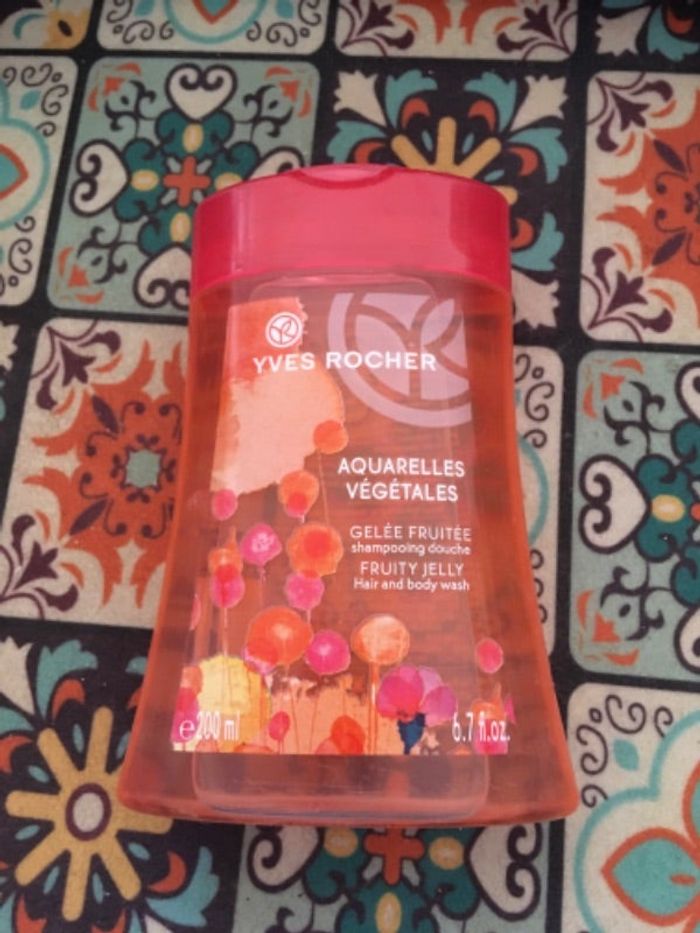 YVES ROCHER
AQUARELLES
VÉGÉTALES
GELÉE FRUITÉE
shampooing douche
FRUITY JELLY
Hair and body wash
e 200 ml
6.7 fl.oz.